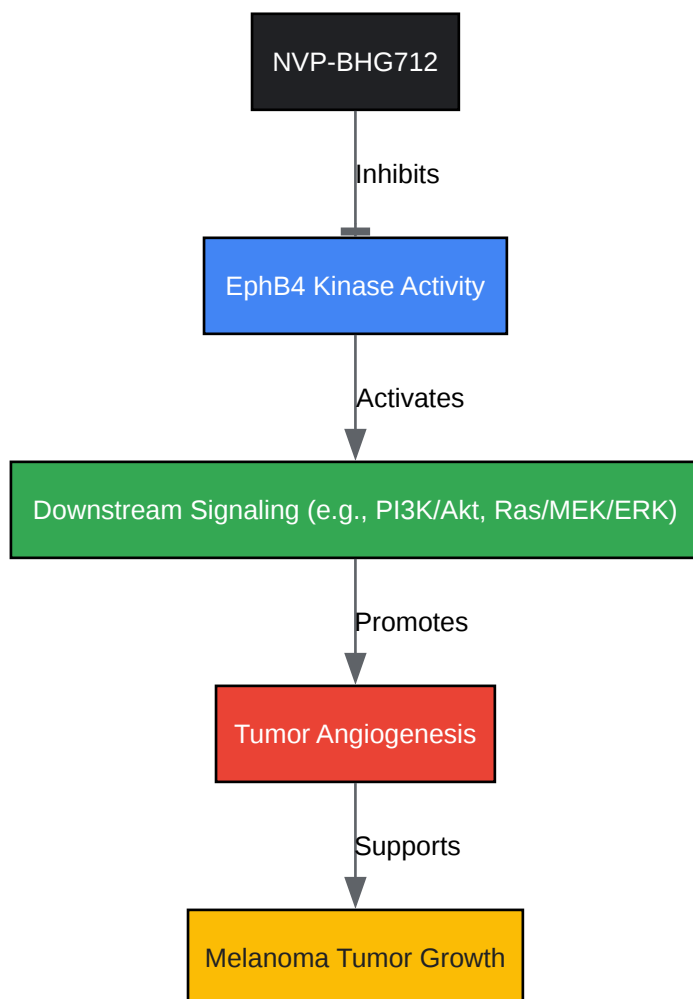 NVP-BHG712
Inhibits
EphB4 Kinase Activity
Activates
Downstream Signaling (e.g., PI3K/Akt, Ras/MEK/ERK)
Promotes
Tumor Angiogenesis
Supports
Melanoma Tumor Growth